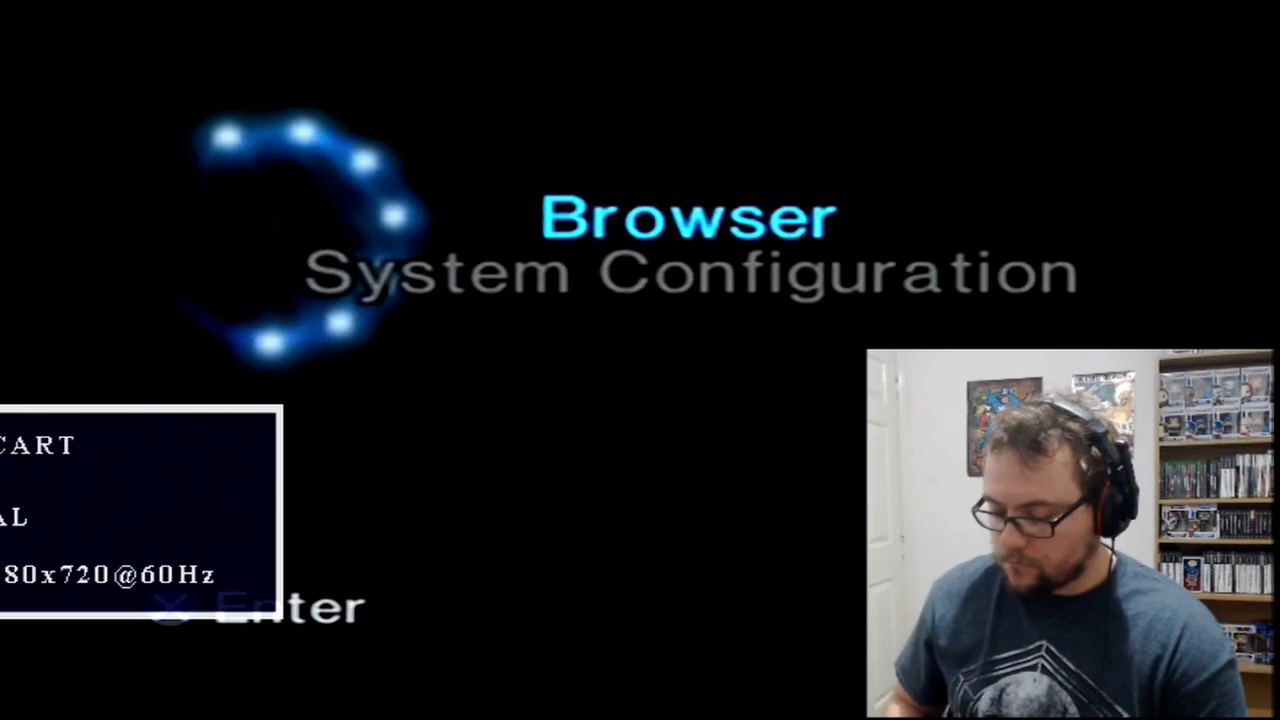 Browser
System Configuration
CART
AL
80x720@60Hz
X Enter